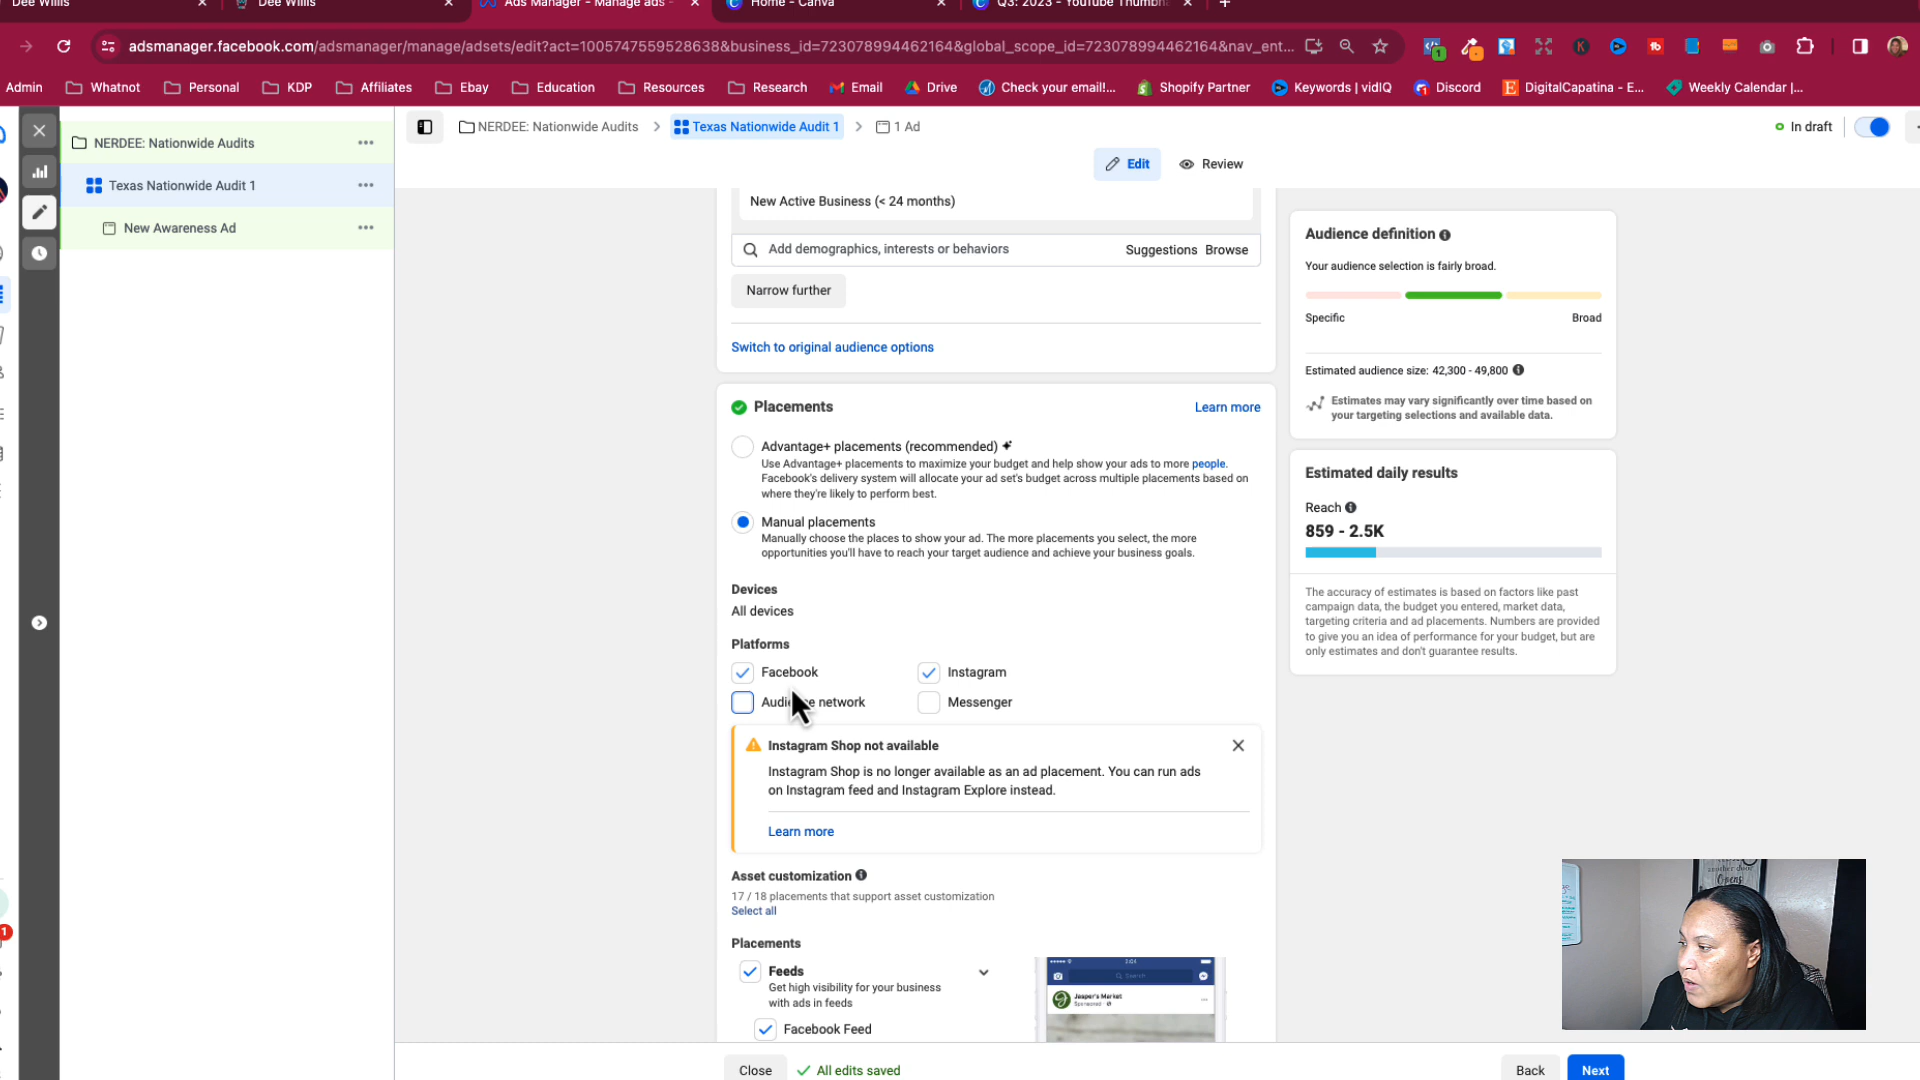 Dee Willis
Dee Willis
Ads Manager - Manage ads -
Home - Canva
Q3: 2023 - YouTube Thumbn
adsmanager.facebook.com/adsmanager/manage/adsets/edit?act=1005747559528638&business_id=723078994462164&global_scope_id=723078994462164&nav_ent...
Admin
Whatnot
Personal
KDP
Affiliates
Ebay
Education
Resources
Research
Email
Drive
Check your email!...
Shopify Partner
Keywords | vidIQ
Discord
DigitalCapatina - E...
Weekly Calendar |...
NERDEE: Nationwide Audits
Texas Nationwide Audit 1
New Awareness Ad
NERDEE: Nationwide Audits
Texas Nationwide Audit 1
1 Ad
In draft
Edit
Review
New Active Business (< 24 months)
Add demographics, interests or behaviors
Suggestions
Browse
Narrow further
Switch to original audience options
Placements
Learn more
Advantage+ placements (recommended)
Use Advantage+ placements to maximize your budget and help show your ads to more people.
Facebook's delivery system will allocate your ad set's budget across multiple placements based on
where they're likely to perform best.
Manual placements
Manually choose the places to show your ad. The more placements you select, the more
opportunities you'll have to reach your target audience and achieve your business goals.
Devices
All devices
Platforms
Facebook
Instagram
network
Messenger
Instagram Shop not available
Instagram Shop is no longer available as an ad placement. You can run ads
on Instagram feed and Instagram Explore instead.
Learn more
Asset customization
17 / 18 placements that support asset customization
Select all
Placements
Feeds
Get high visibility for your business
with ads in feeds
Facebook Feed
2:04
Search
Jasper's Market
Sponsored
Close
All edits saved
Back
Next
Audience definition
Your audience selection is fairly broad.
Specific
Broad
Estimated audience size: 42,300 - 49,800
Estimates may vary significantly over time based on
your targeting selections and available data.
Estimated daily results
Reach
859 - 2.5K
The accuracy of estimates is based on factors like past
campaign data, the budget you entered, market data,
targeting criteria and ad placements. Numbers are provided
to give you an idea of performance for your budget, but are
only estimates and don't guarantee results.
another door
Opens
1
1